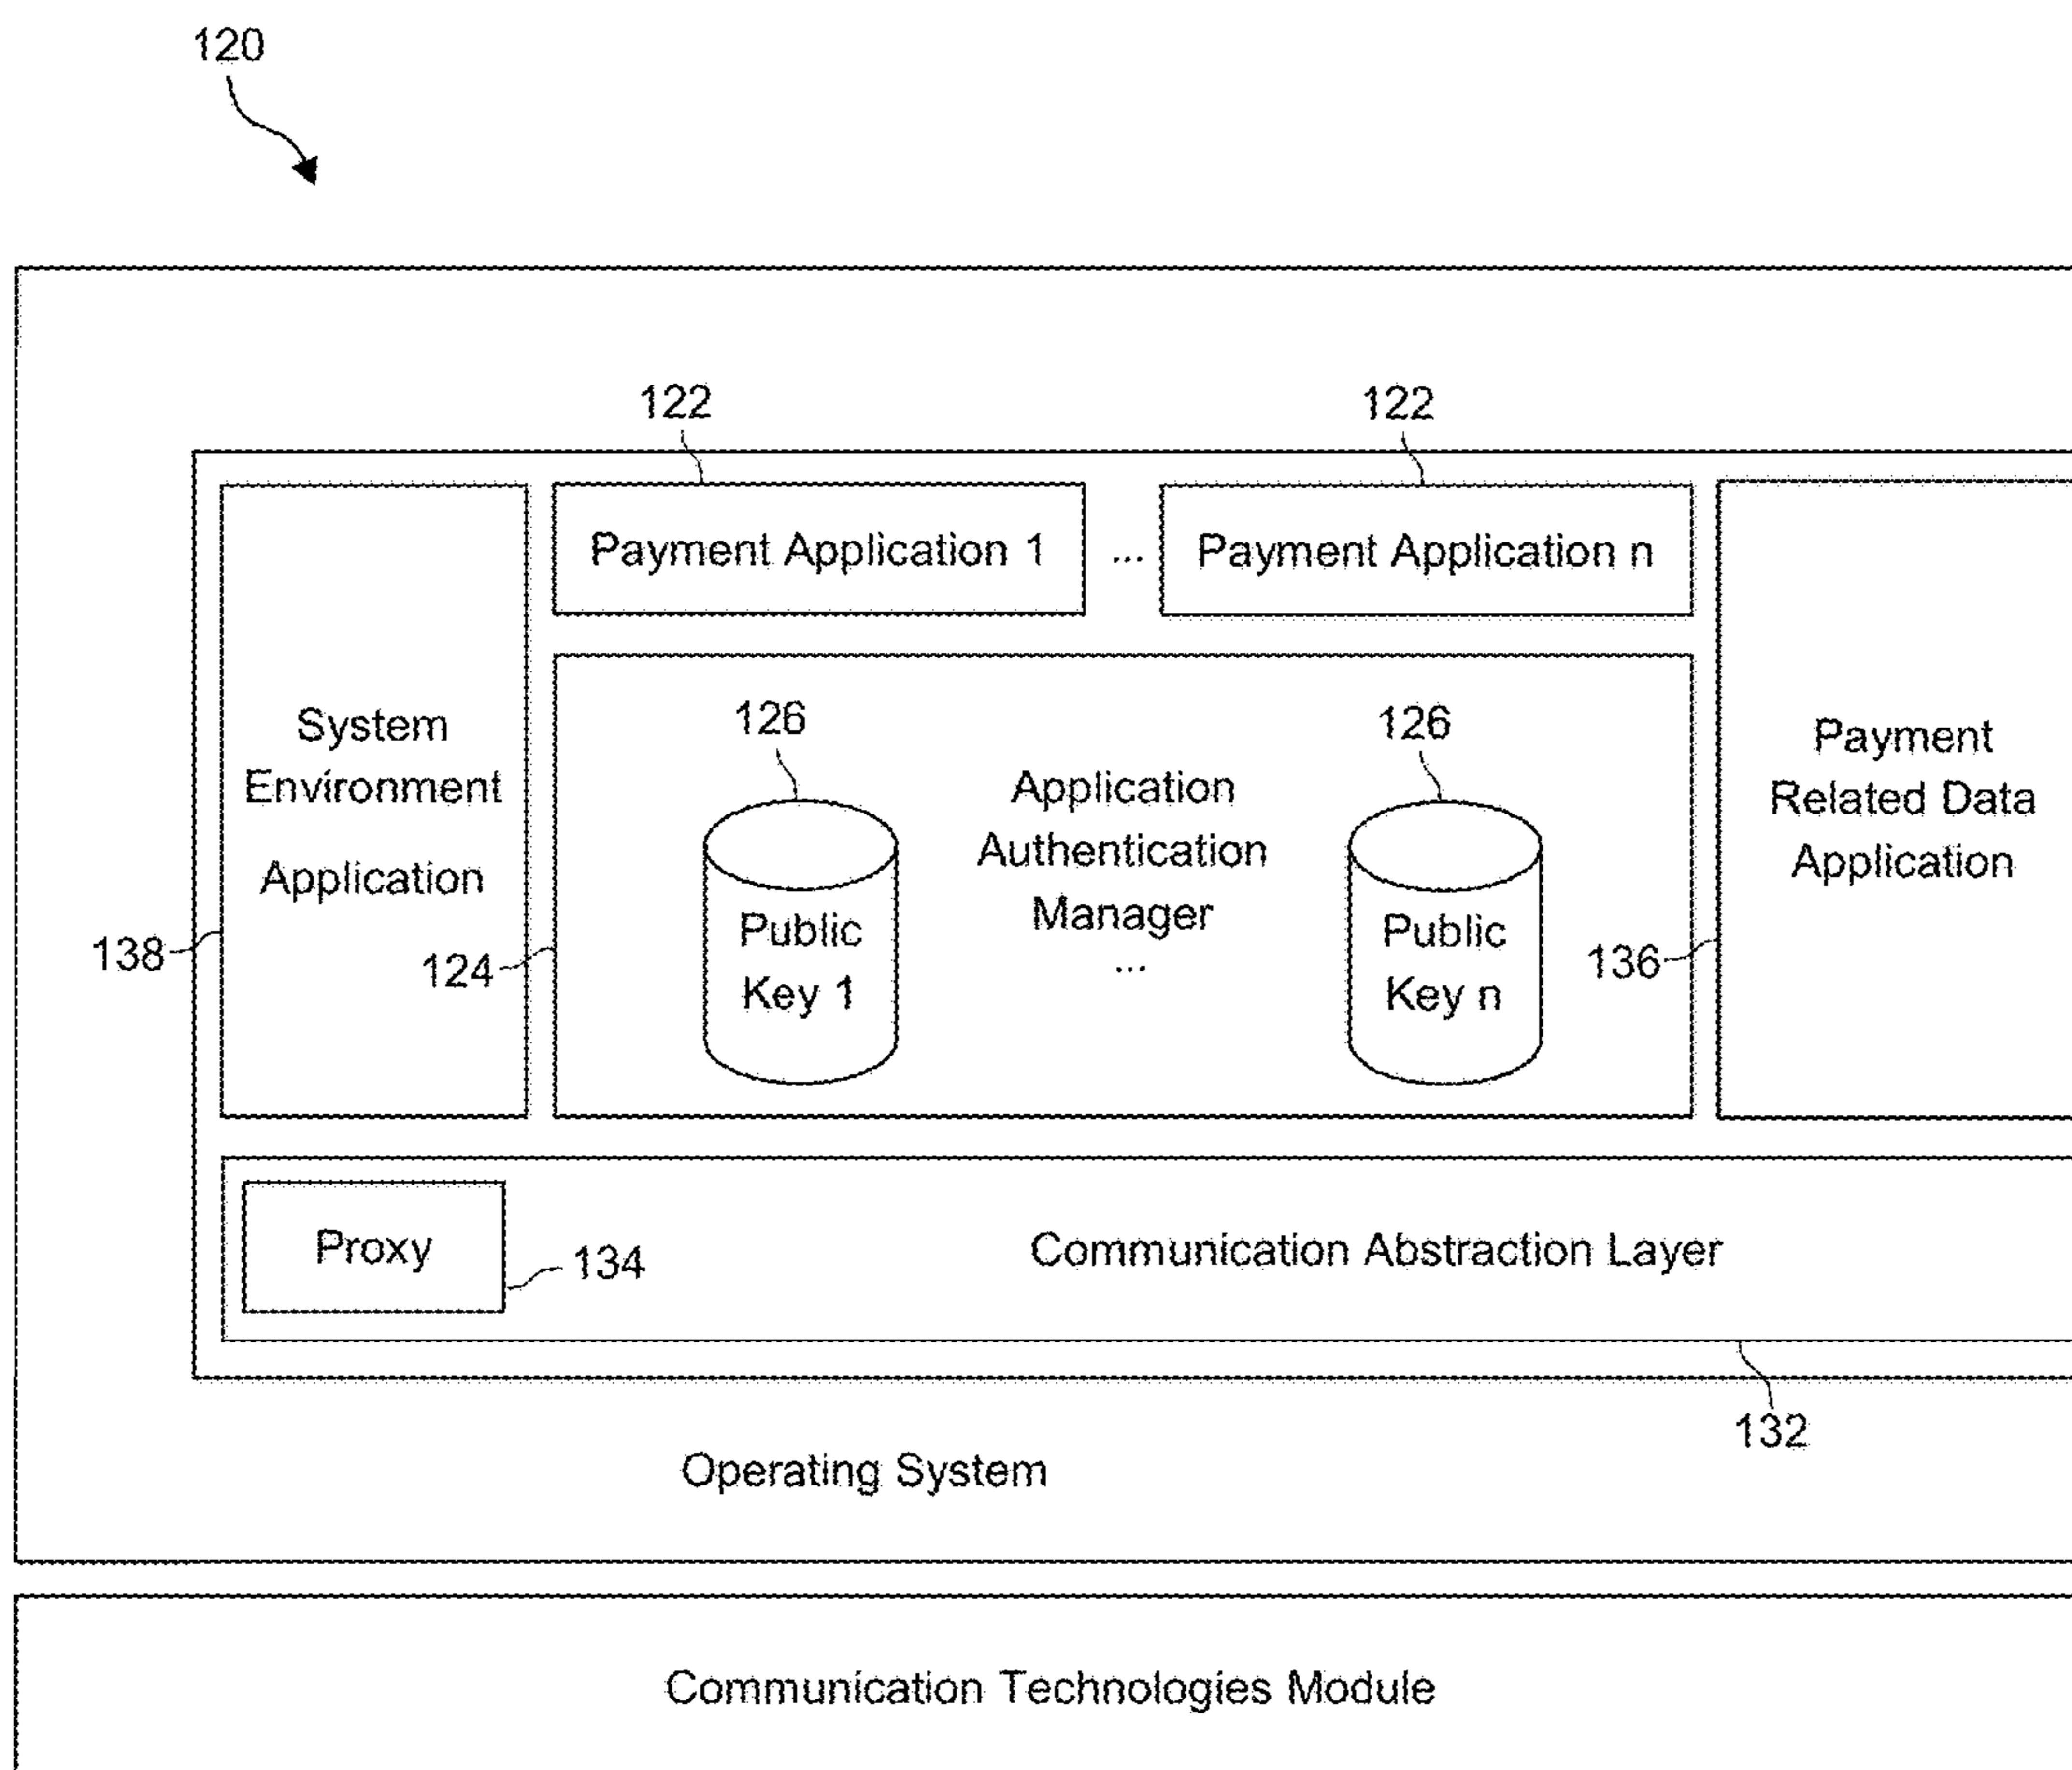 120
122
122
Payment Application 1
...
Payment Application n
System
Environment
Application
138
124
126
Public
Key 1
Application
Authentication
Manager
...
126
Public
Key n
136
Payment
Related Data
Application
Proxy
134
Communication Abstraction Layer
132
Operating System
Communication Technologies Module